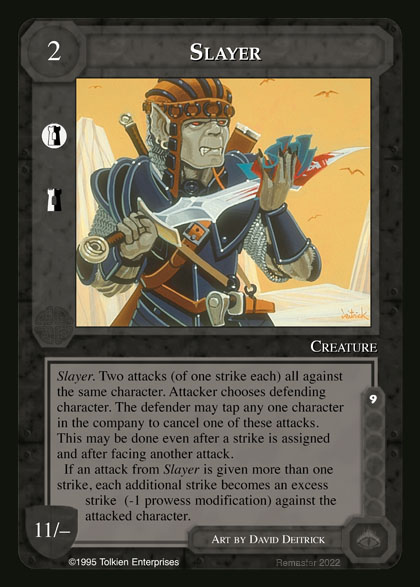 2
SLAYER
deitrick
CREATURE
Slayer. Two attacks (of one strike each) all against
the same character. Attacker chooses defending
character. The defender may tap any one character
in the company to cancel one of these attacks.
This may be done even after a strike is assigned
and after facing another attack.
If an attack from Slayer is given more than one
strike, each additional strike becomes an excess
strike (-1 prowess modification) against the
attacked character.
9
11/–
ART BY DAVID DEITRICK
©1995 Tolkien Enterprises
Remaster 2022